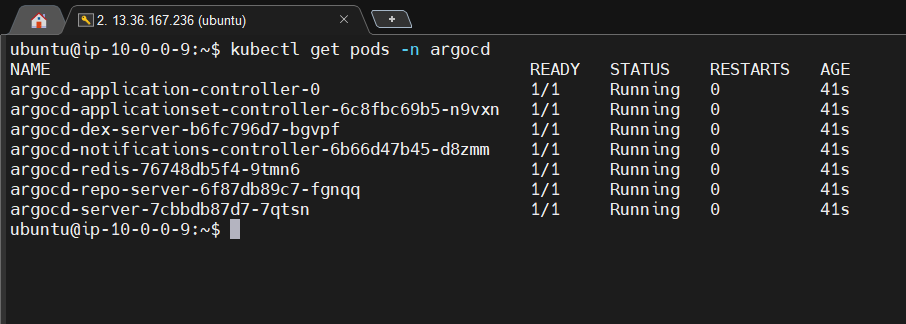 2. 13.36.167.236 (ubuntu)
ubuntu@ip-10-0-0-9:~$ kubectl get pods -n argocd
NAME READY STATUS RESTARTS AGE
argocd-application-controller-0 1/1 Running 0 41s
argocd-applicationset-controller-6c8fbc69b5-n9vxn 1/1 Running 0 41s
argocd-dex-server-b6fc796d7-bgvpf 1/1 Running 0 41s
argocd-notifications-controller-6b66d47b45-d8zmm 1/1 Running 0 41s
argocd-redis-76748db5f4-9tmn6 1/1 Running 0 41s
argocd-repo-server-6f87db89c7-fgnqq 1/1 Running 0 41s
argocd-server-7cbbdb87d7-7qtsn 1/1 Running 0 41s
ubuntu@ip-10-0-0-9:~$